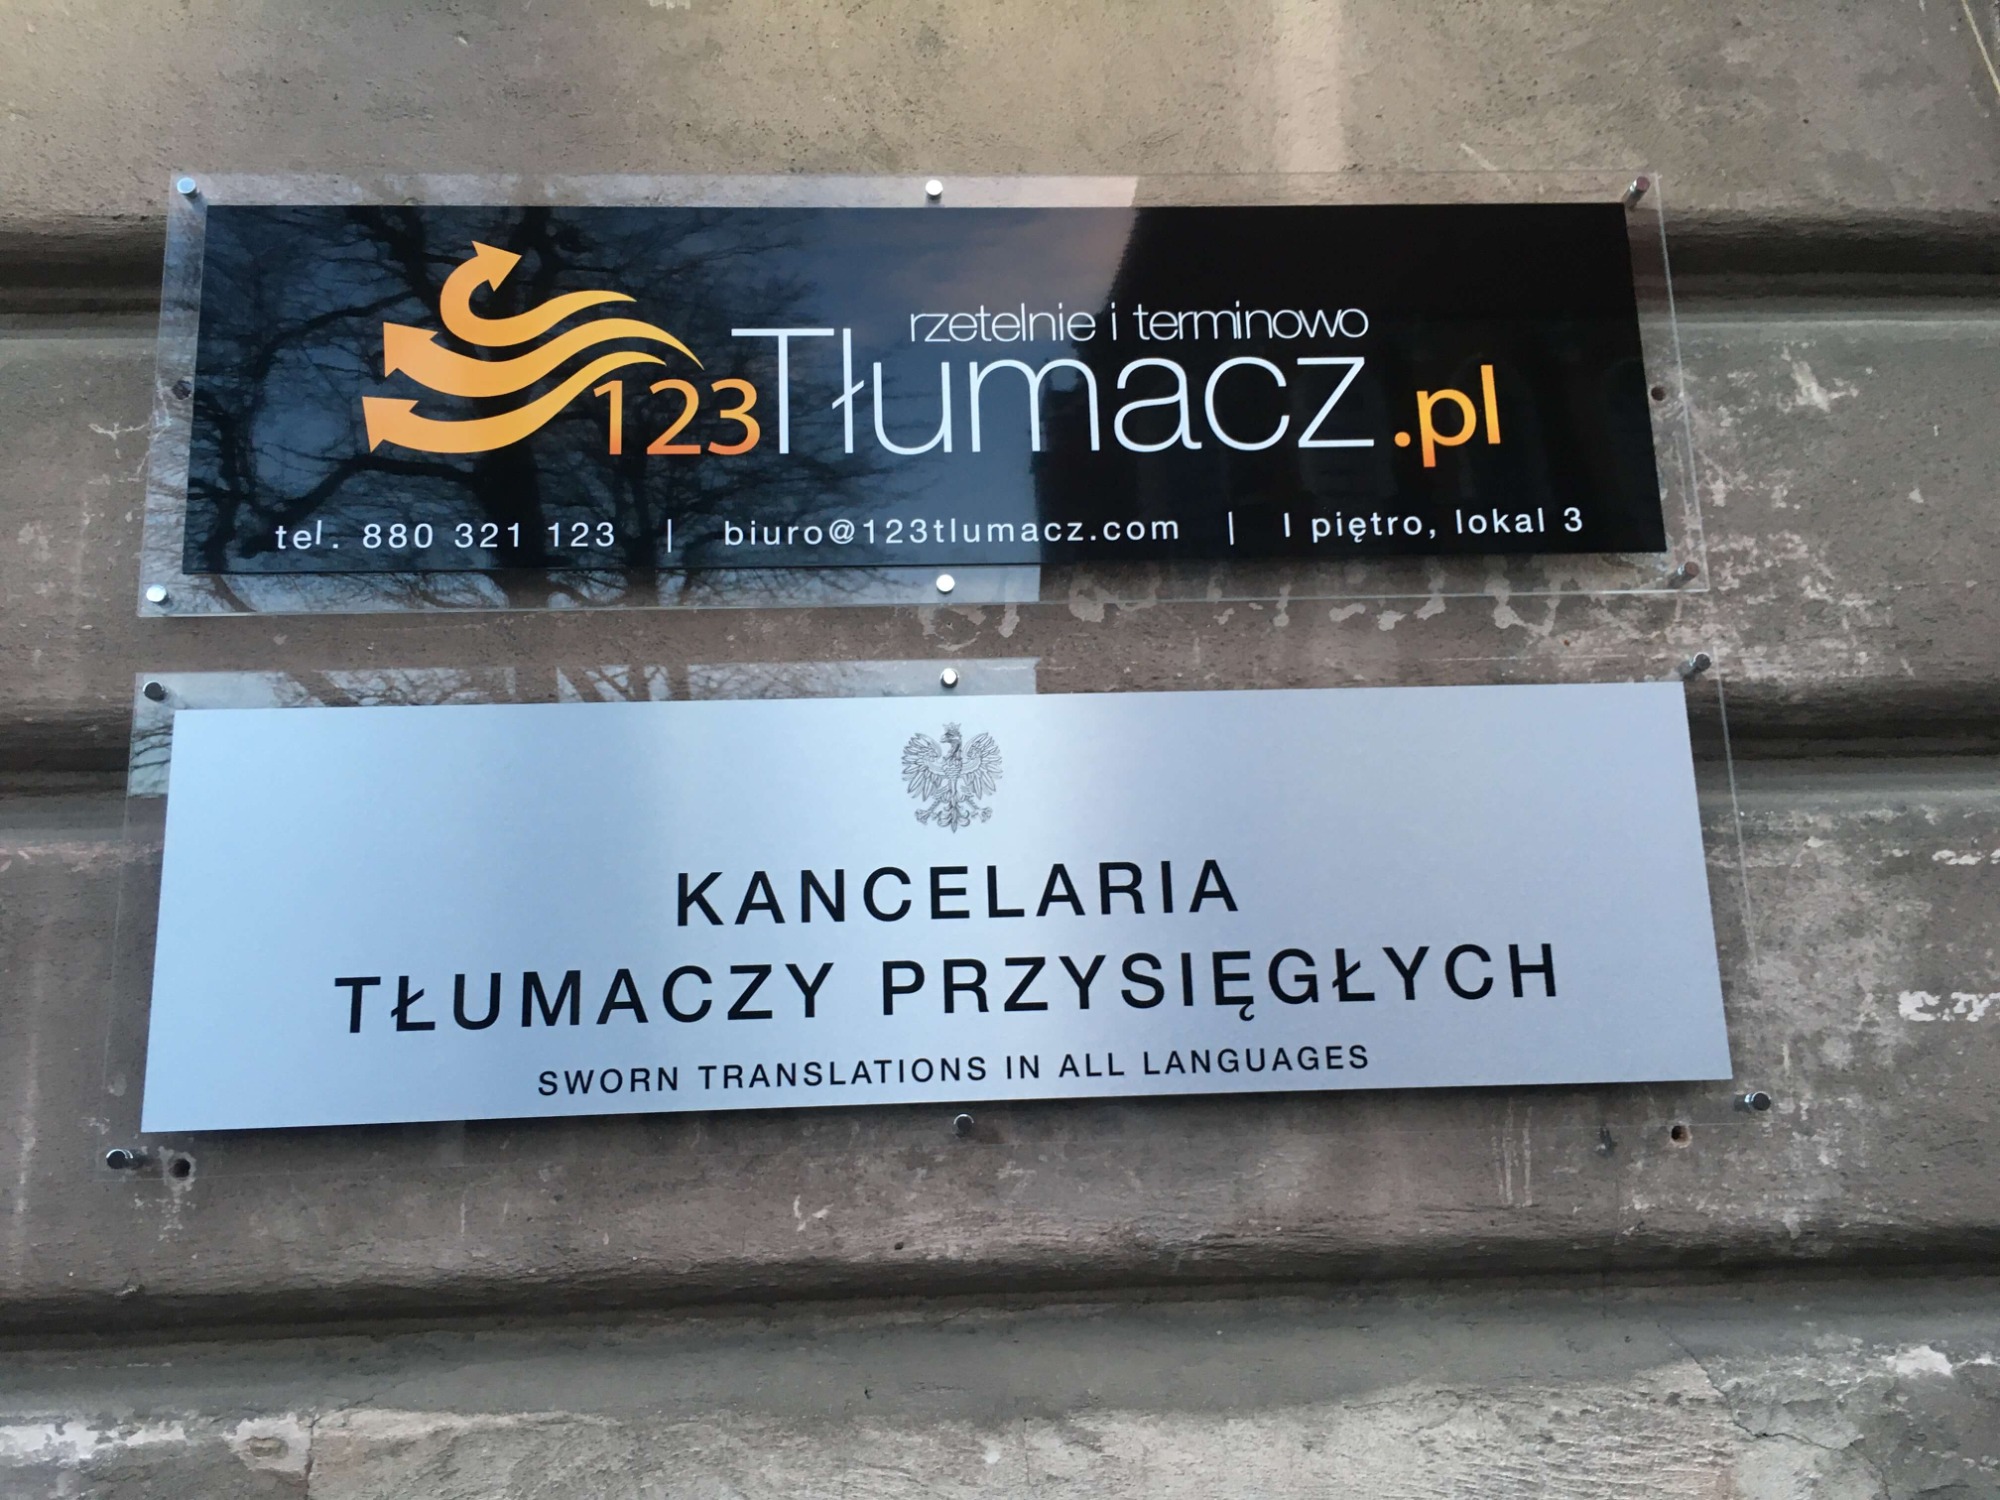 rzetelnie i terminowo
123Tłumacz.pl
tel. 880 321 123 | biuro@123tlumacz.com | I piętro, lokal 3
KANCELARIA
TŁUMACZY PRZYSIĘGŁYCH
SWORN TRANSLATIONS IN ALL LANGUAGES